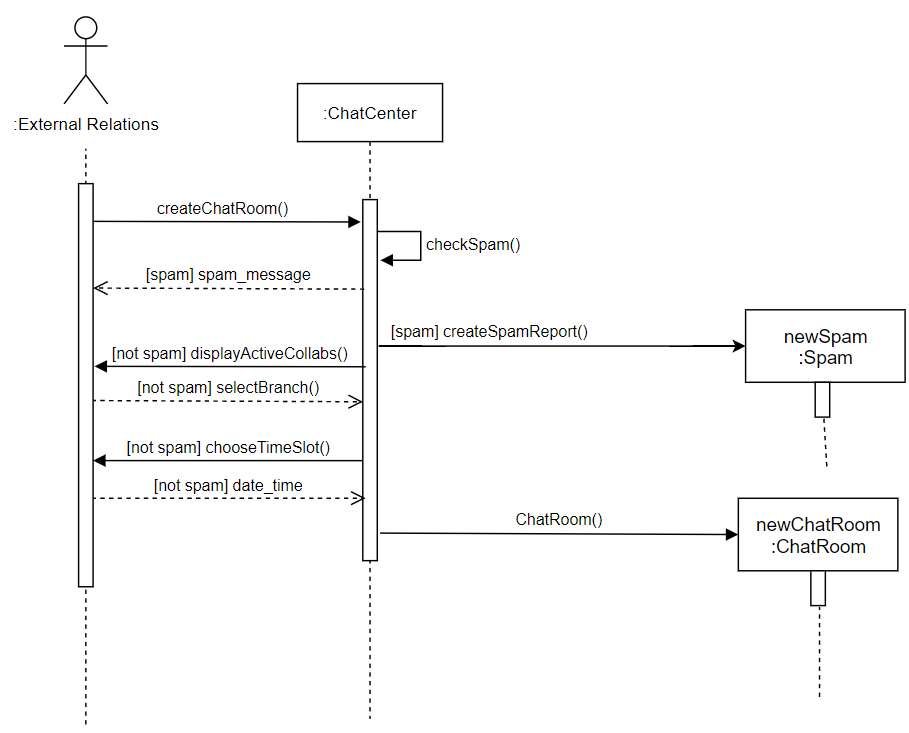 :External Relations
:ChatCenter
createChatRoom()
checkSpam()
[spam] spam_message
[spam] createSpamReport()
newSpam
:Spam
[not spam] displayActiveCollabs()
[not spam] selectBranch()
[not spam] chooseTimeSlot()
[not spam] date_time
ChatRoom()
newChatRoom
:ChatRoom